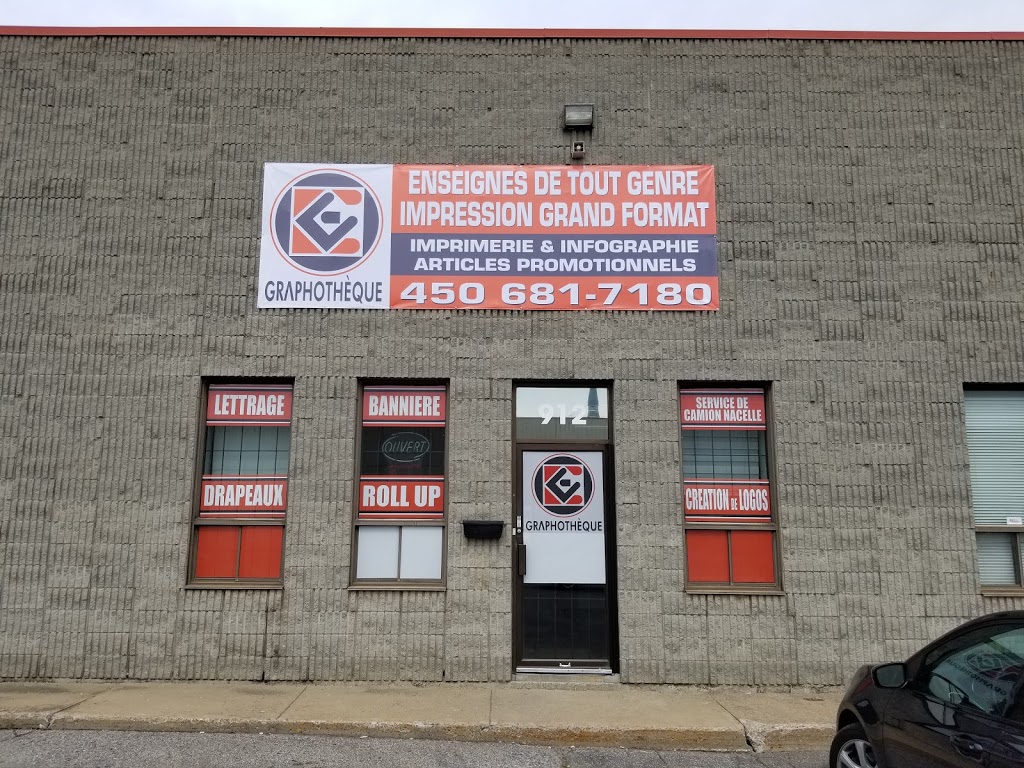 ENSEIGNES DE TOUT GENRE
IMPRESSION GRAND FORMAT
IMPRIMERIE & INFOGRAPHIE
ARTICLES PROMOTIONNELS
450 681-7180
GRAPHOTHÈQUE
LETTRAGE
DRAPEAUX
BANNIERE
OUVERT
ROLL UP
912
GRAPHOTHÈQUE
SERVICE DE
CAMION NACELLE
CREATION DE LOGOS